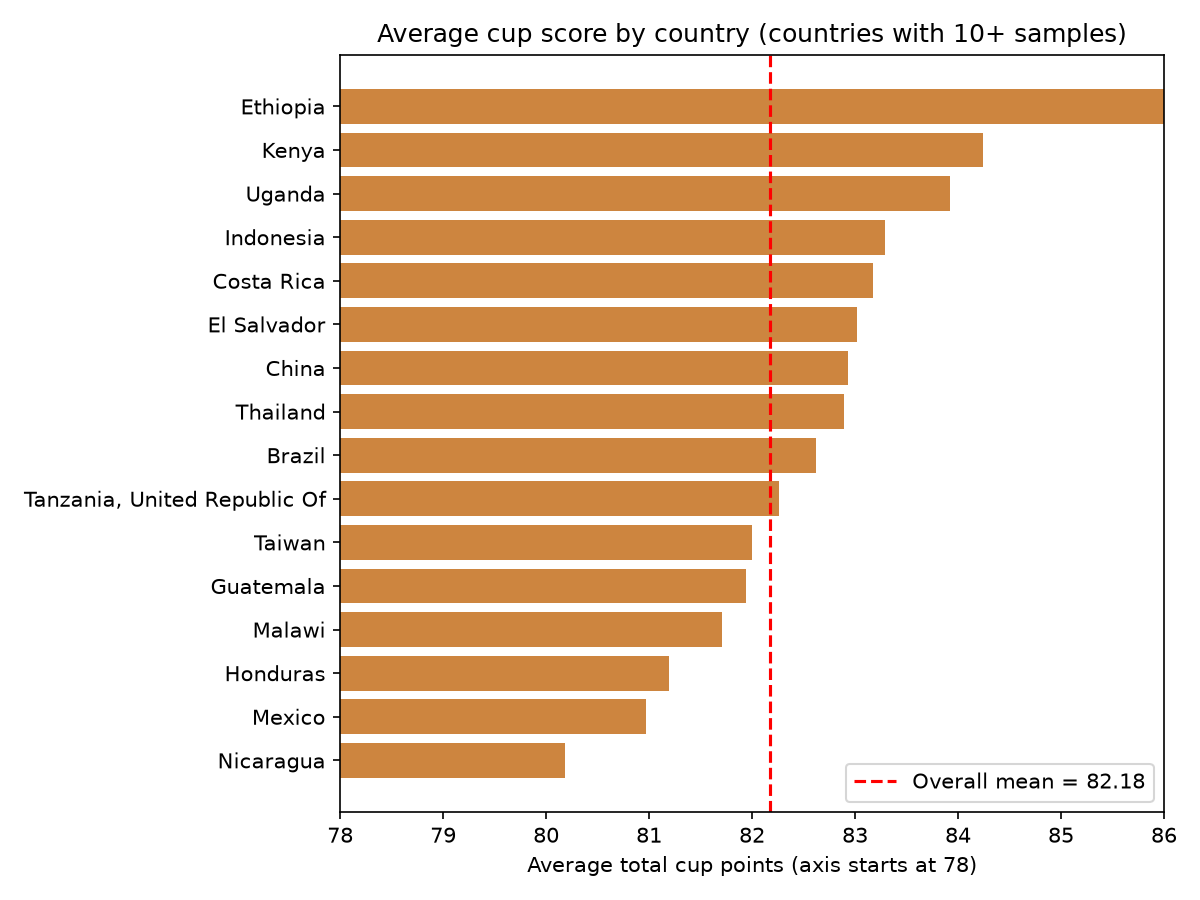 Average cup score by country (countries with 10+ samples)
Ethiopia
Kenya
Uganda
Indonesia
Costa Rica
El Salvador
China
Thailand
Brazil
Tanzania, United Republic Of
Taiwan
Guatemala
Malawi
Honduras
Mexico
Nicaragua
Overall mean = 82.18
78 79 80 81 82 83 84 85 86
Average total cup points (axis starts at 78)